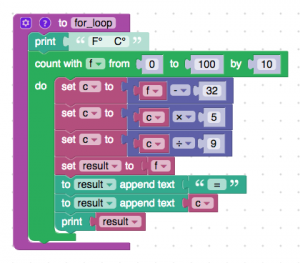 to for_loop
print “ F° C° ”
count with f from 0 to 100 by 10
do set c to f - 32
set c to c × 5
set c to c ÷ 9
set result to f
to result append text “ = ”
to result append text c
print result